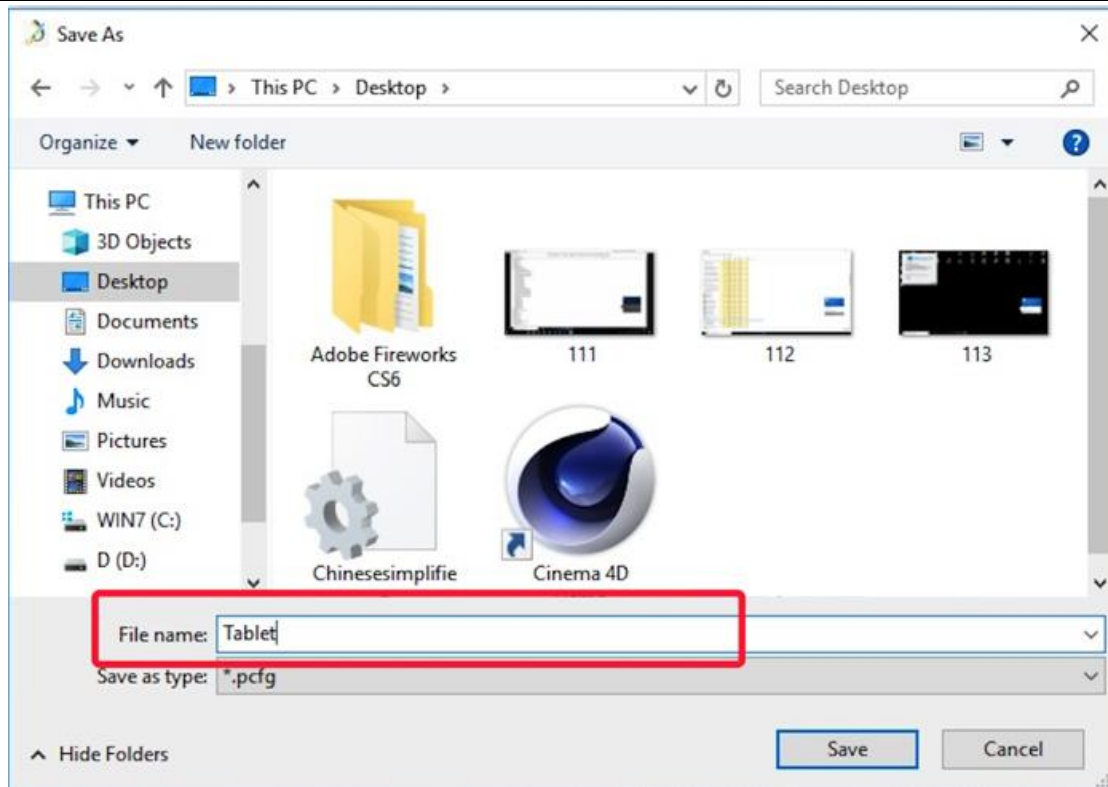 Save As
This PC > Desktop >
Search Desktop
Organize
New folder
This PC
3D Objects
Desktop
Documents
Downloads
Music
Pictures
Videos
WIN7 (C:)
D (D:)
Adobe Fireworks
CS6
111
112
113
Chinesesimplifie
Cinema 4D
File name: Tablet
Save as type: *.pcfg
Hide Folders
Save
Cancel